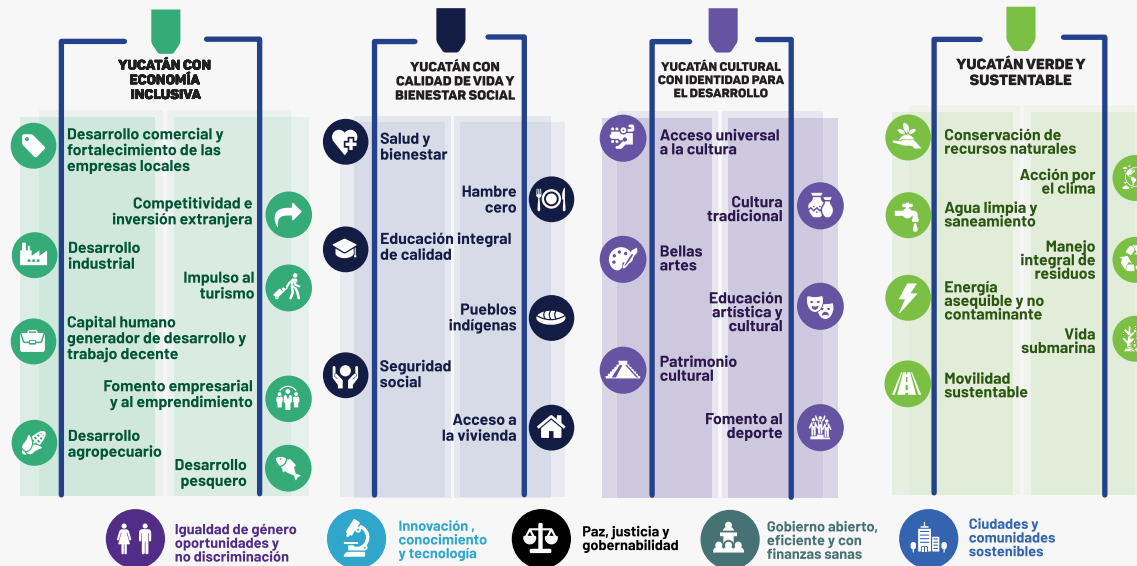 YUCATÁN CON
ECONOMÍA
INCLUSIVA
Desarrollo comercial y
fortalecimiento de las
empresas locales
Competitividad e
inversión extranjera
Desarrollo
industrial
Impulso al
turismo
Capital humano
generador de desarrollo y
trabajo decente
Fomento empresarial
y al emprendimiento
Desarrollo
agropecuario
Desarrollo
pesquero
YUCATÁN CON
CALIDAD DE VIDA Y
BIENESTAR SOCIAL
Salud y
bienestar
Hambre
cero
Educación integral
de calidad
Pueblos
indígenas
Seguridad
social
Acceso a
la vivienda
YUCATÁN CULTURAL
CON IDENTIDAD PARA
EL DESARROLLO
Acceso universal
a la cultura
Cultura
tradicional
Bellas
artes
Educación
artística y
cultural
Patrimonio
cultural
Fomento al
deporte
YUCATÁN VERDE Y
SUSTENTABLE
Conservación de
recursos naturales
Acción por
el clima
Agua limpia y
saneamiento
Manejo
integral de
residuos
Energía
asequible y no
contaminante
Vida
submarina
Movilidad
sustentable
Igualdad de género
oportunidades y
no discriminación
Innovación ,
conocimiento
y tecnología
Paz, justicia y
gobernabilidad
Gobierno abierto,
eficiente y con
finanzas sanas
Ciudades y
comunidades
sostenibles